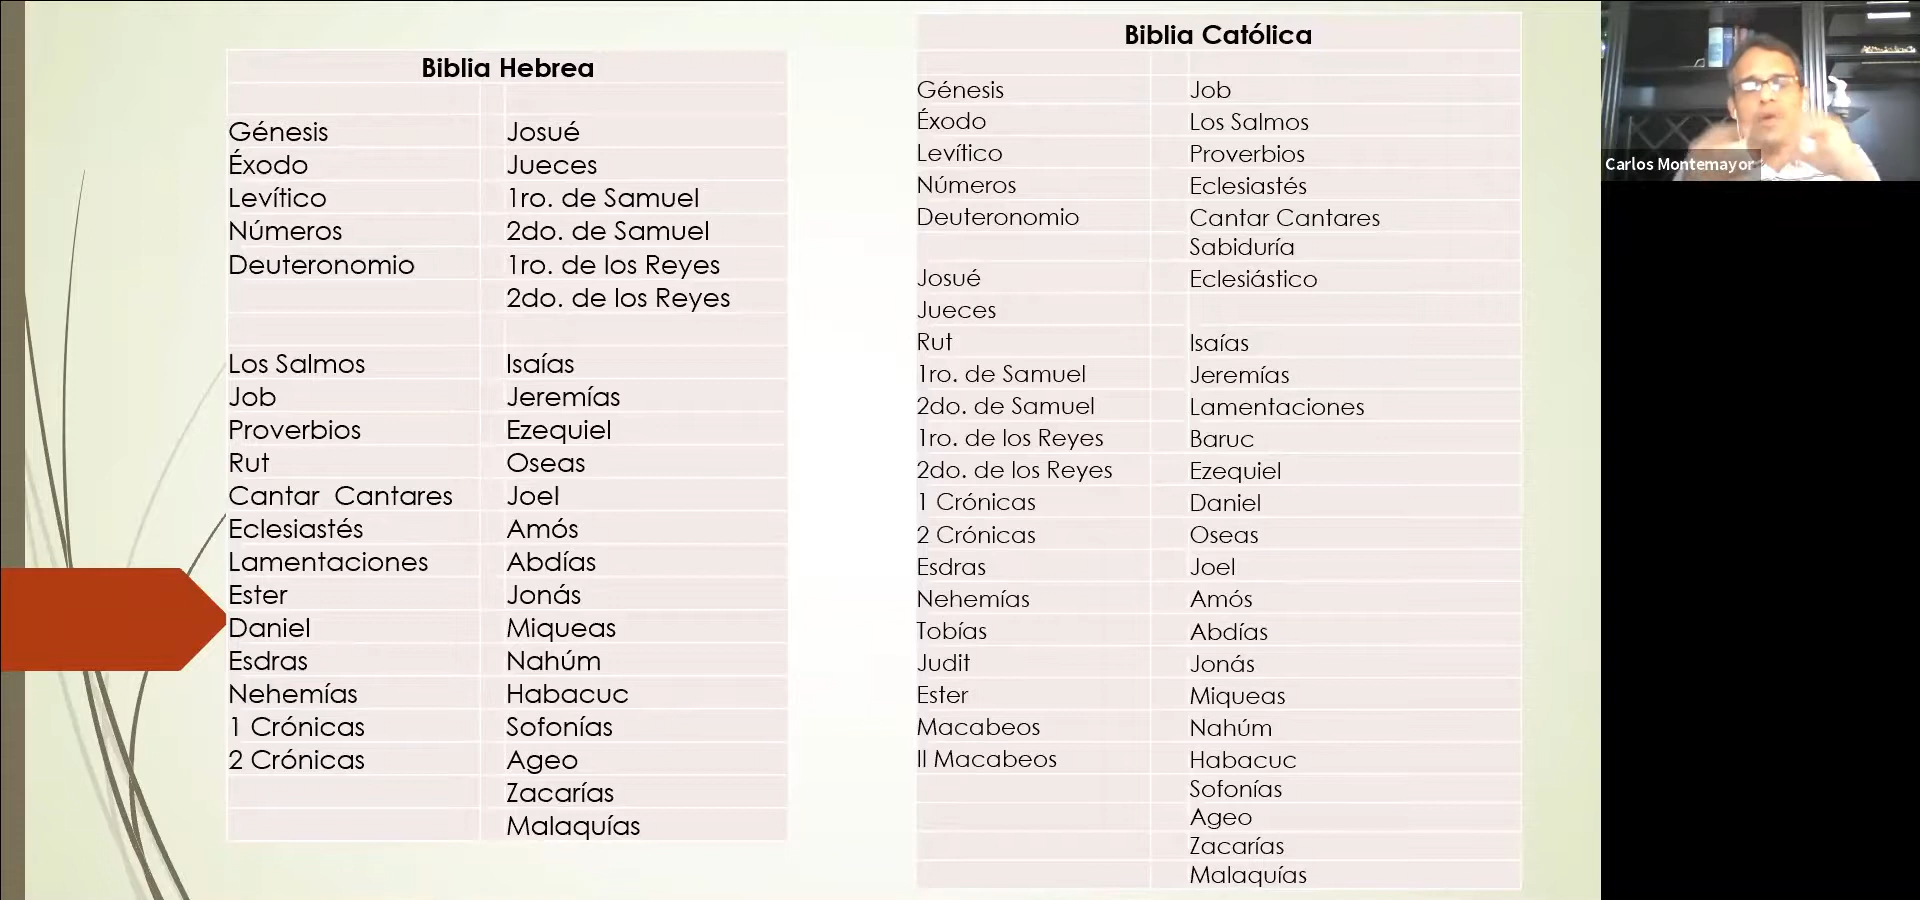 Biblia Hebrea
Génesis
Éxodo
Levítico
Números
Deuteronomio
Los Salmos
Job
Proverbios
Rut
Cantar Cantares
Eclesiastés
Lamentaciones
Ester
Daniel
Esdras
Nehemías
1 Crónicas
2 Crónicas
Josué
Jueces
1ro. de Samuel
2do. de Samuel
1ro. de los Reyes
2do. de los Reyes
Isaías
Jeremías
Ezequiel
Oseas
Joel
Amós
Abdías
Jonás
Miqueas
Nahúm
Habacuc
Sofonías
Ageo
Zacarías
Malaquías
Biblia Católica
Génesis
Éxodo
Levítico
Números
Deuteronomio
Josué
Jueces
Rut
1ro. de Samuel
2do. de Samuel
1ro. de los Reyes
2do. de los Reyes
1 Crónicas
2 Crónicas
Esdras
Nehemías
Tobías
Judit
Ester
Macabeos
II Macabeos
Job
Los Salmos
Proverbios
Eclesiastés
Cantar Cantares
Sabiduría
Eclesiástico
Isaías
Jeremías
Lamentaciones
Baruc
Ezequiel
Daniel
Oseas
Joel
Amós
Abdías
Jonás
Miqueas
Nahúm
Habacuc
Sofonías
Ageo
Zacarías
Malaquías
Carlos Montemayor